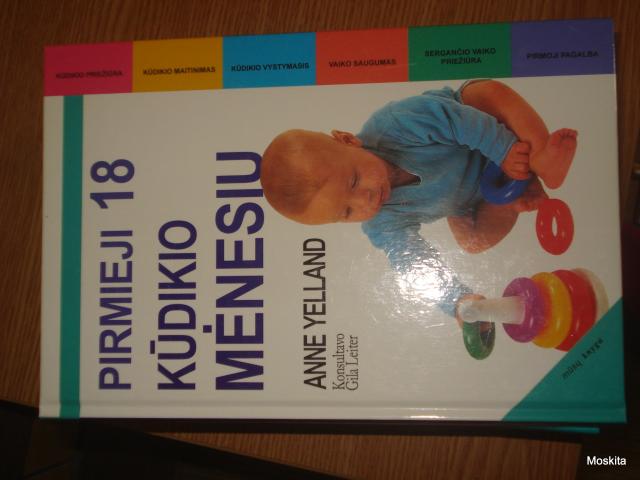 KŪDIKIO PRIEŽIŪRA
KŪDIKIO MAITINIMAS
KŪDIKIO VYSTYMASIS
VAIKO SAUGUMAS
SERGANČIO VAIKO
PRIEŽIŪRA
PIRMOJI PAGALBA
PIRMIEJI 18
KŪDIKIO
MĖNESIŲ
ANNE YELLAND
Konsultavo
Gila Leiter
mūsų knyga
Moskita